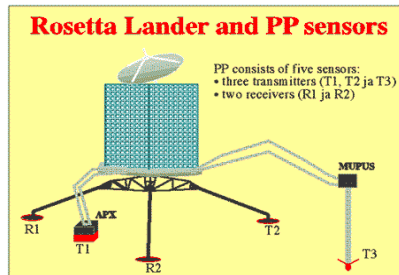 Rosetta Lander and PP sensors
PP consists of five sensors:
• three transmitters (T1, T2 ja T3)
• two receivers (R1 ja R2)
MUPUS
APX
R1
T1
R2
T2
T3